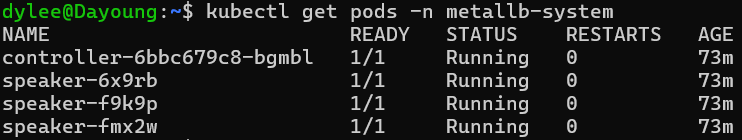 dylee@Dayoung:~$ kubectl get pods -n metallb-system
NAME READY STATUS RESTARTS AGE
controller-6bbc679c8-bgmbl 1/1 Running 0 73m
speaker-6x9rb 1/1 Running 0 73m
speaker-f9k9p 1/1 Running 0 73m
speaker-fmx2w 1/1 Running 0 73m